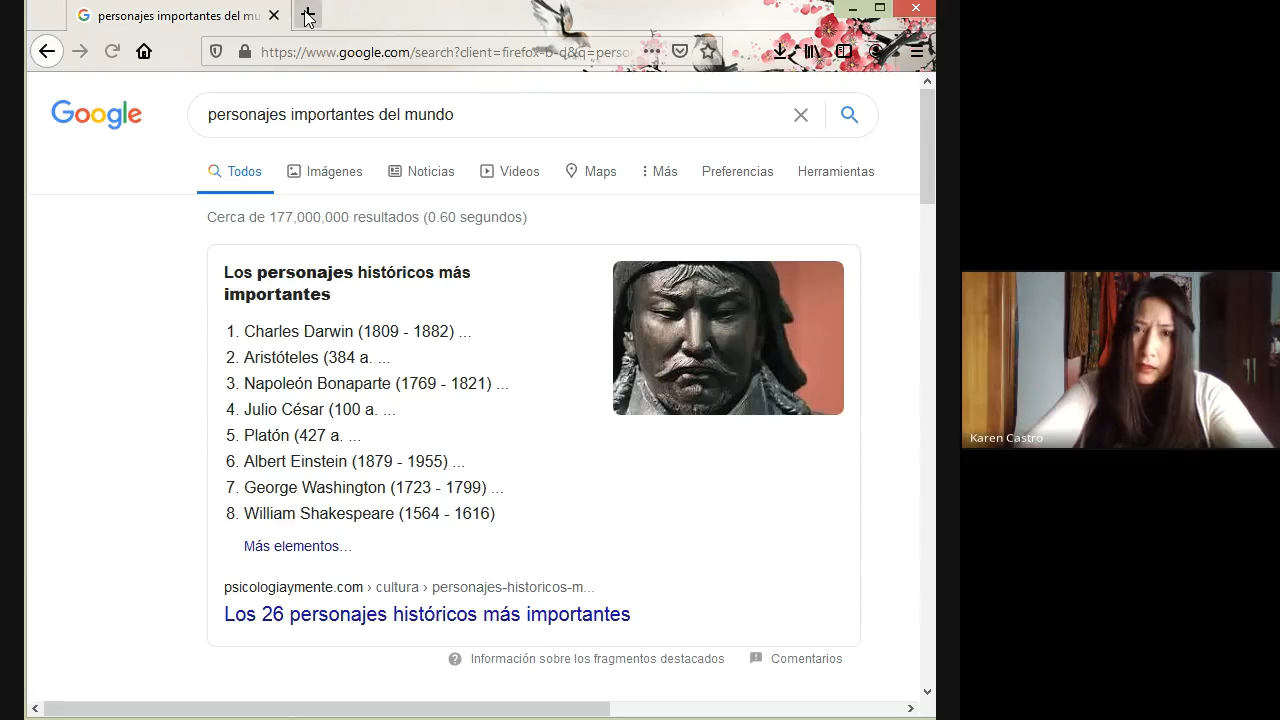 personajes importantes del mu
https://www.google.com/search?client=firefox-b-d&q=perso
Google
personajes importantes del mundo
Todos Imágenes Noticias Videos Maps Más Preferencias Herramientas
Cerca de 177,000,000 resultados (0.60 segundos)
Los personajes históricos más
importantes
1. Charles Darwin (1809 - 1882) ...
2. Aristóteles (384 a. ...
3. Napoleón Bonaparte (1769 - 1821) ...
4. Julio César (100 a. ...
5. Platón (427 a. ...
6. Albert Einstein (1879 - 1955) ...
7. George Washington (1723 - 1799) ...
8. William Shakespeare (1564 - 1616)
Más elementos...
psicologiaymente.com › cultura › personajes-historicos-m...
Los 26 personajes históricos más importantes
Información sobre los fragmentos destacados Comentarios
Karen Castro